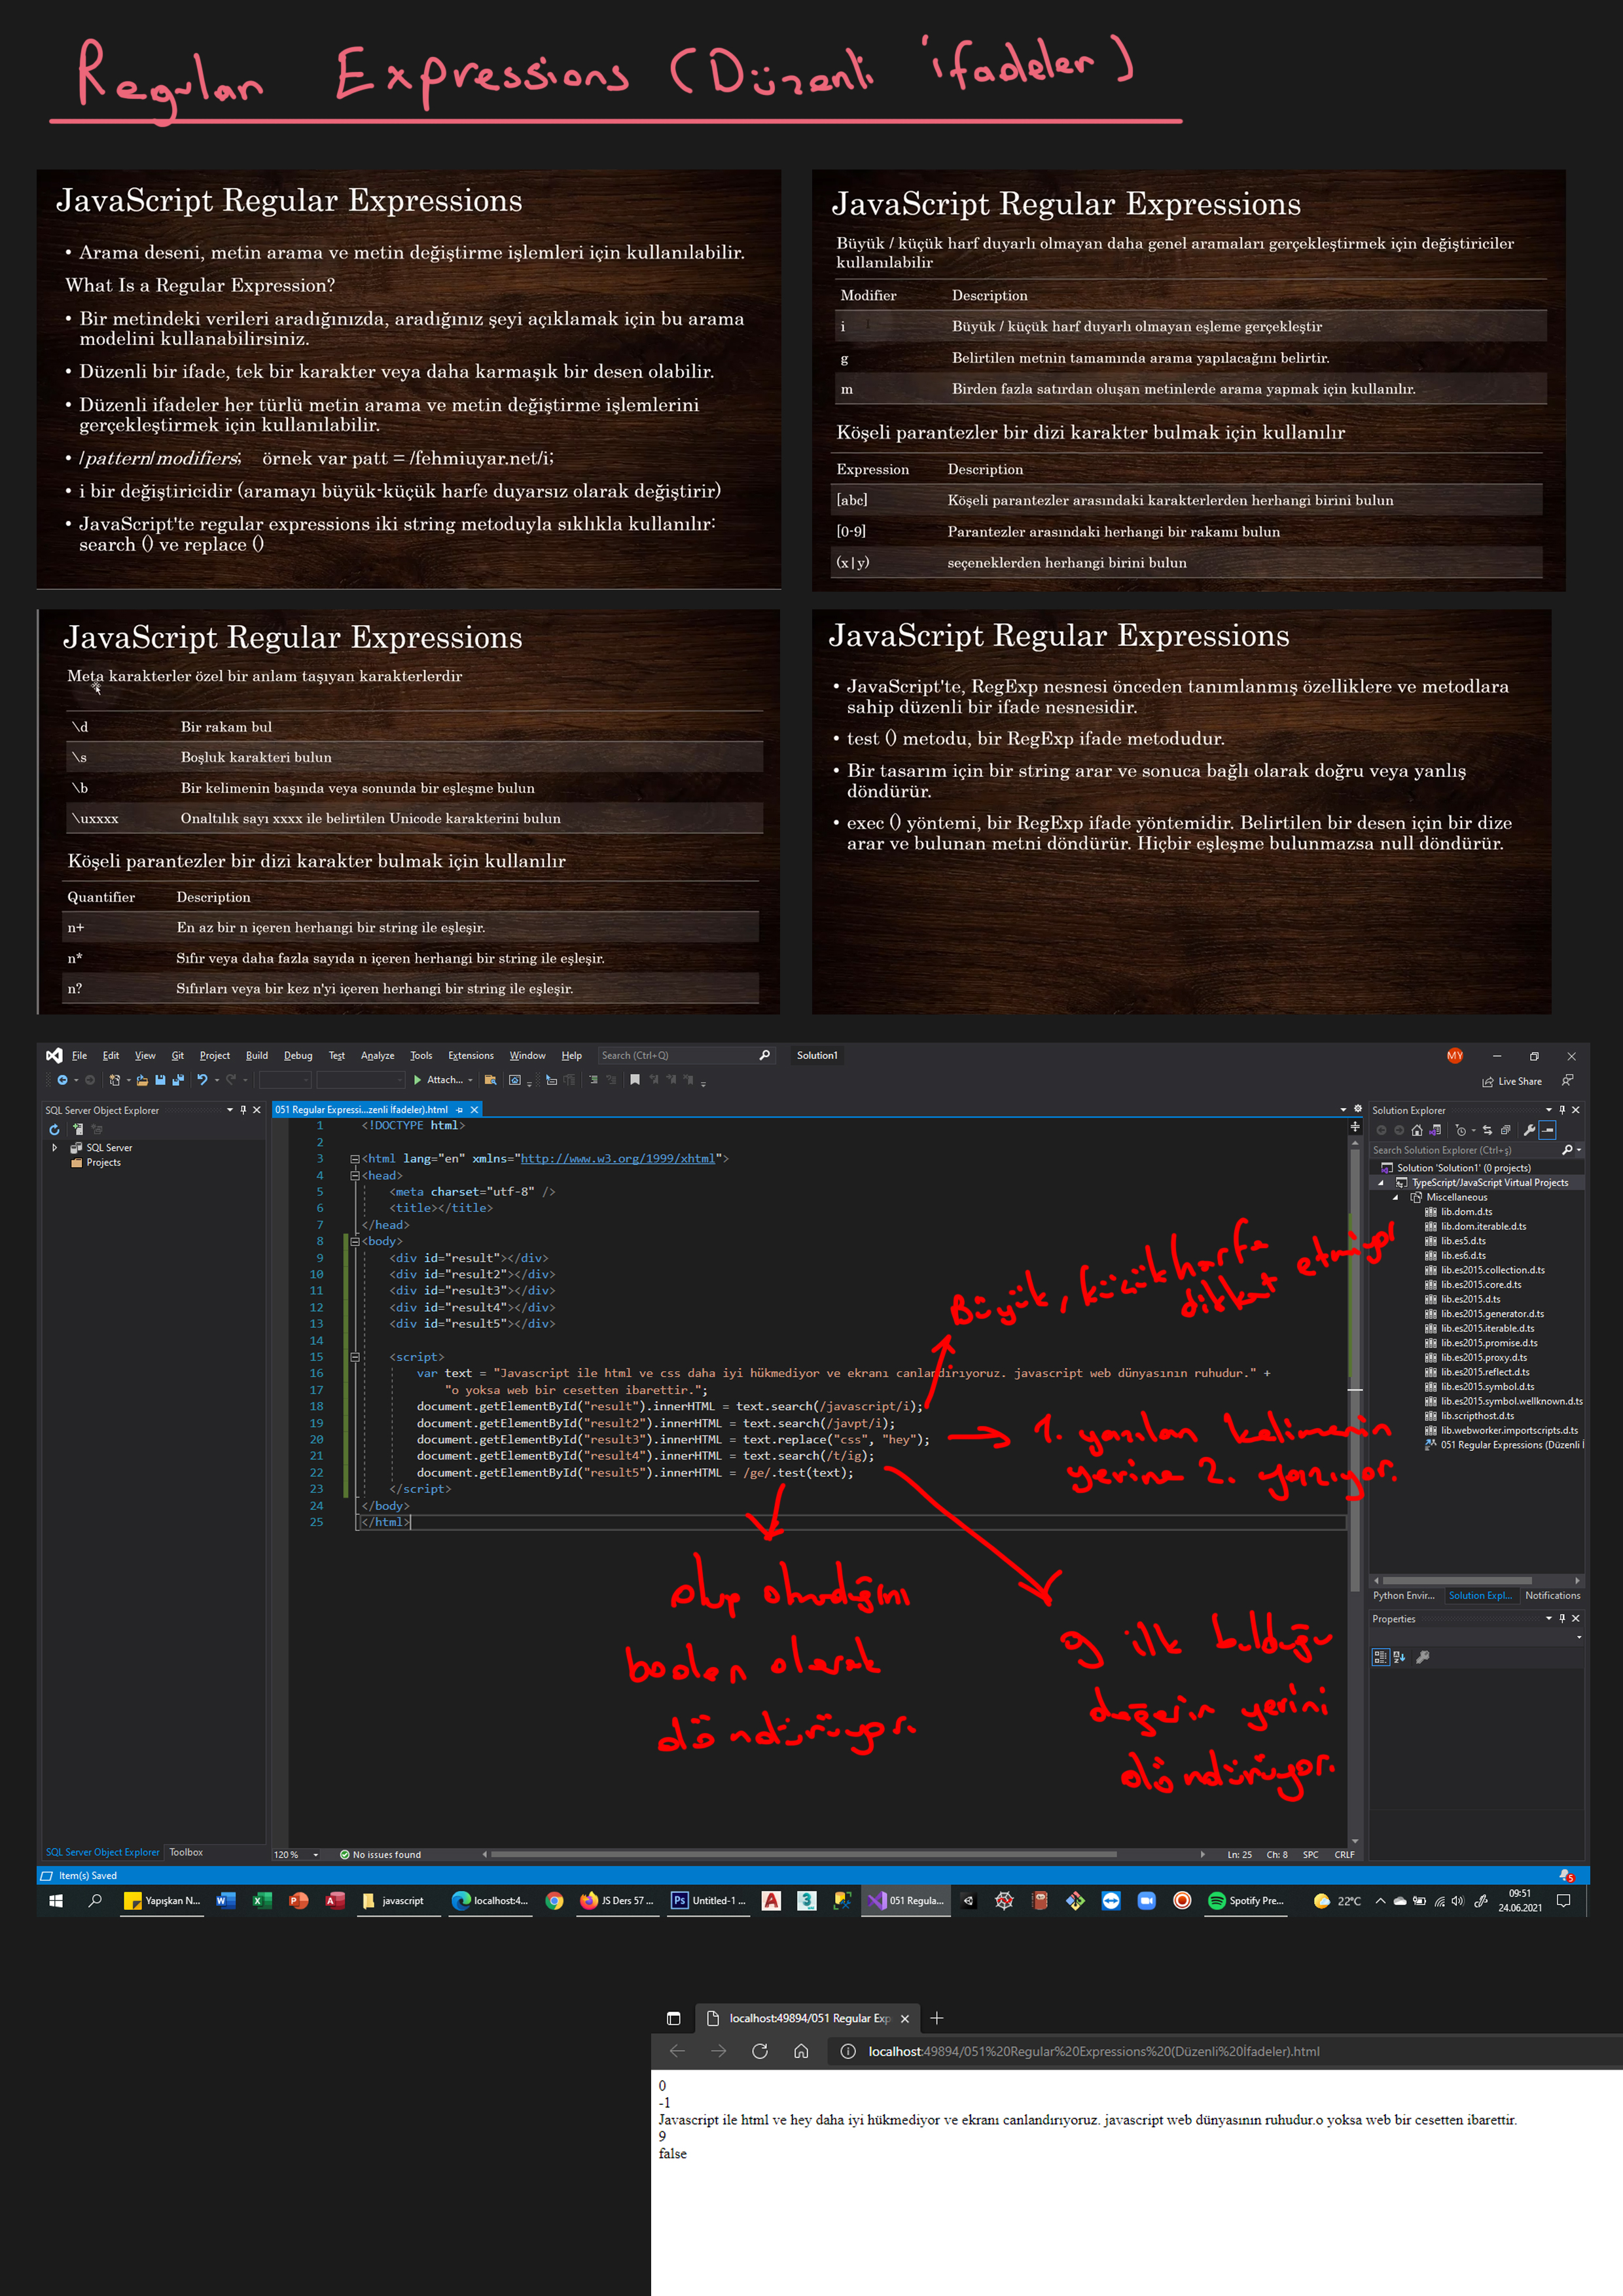 Regular Expressions (Düzenli ifadeler)
JavaScript Regular Expressions
• Arama deseni, metin arama ve metin değiştirme işlemleri için kullanılabilir.
What Is a Regular Expression?
• Bir metindeki verileri aradığınızda, aradığınız şeyi açıklamak için bu arama
modelini kullanabilirsiniz.
• Düzenli bir ifade, tek bir karakter veya daha karmaşık bir desen olabilir.
• Düzenli ifadeler her türlü metin arama ve metin değiştirme işlemlerini
gerçekleştirmek için kullanılabilir.
• /pattern/modifiers; örnek var patt = /fehmiuyar.net/i;
• i bir değiştiricidir (aramayı büyük-küçük harfe duyarsız olarak değiştirir)
• JavaScript'te regular expressions iki string metoduyla sıklıkla kullanılır:
search () ve replace ()
JavaScript Regular Expressions
Büyük / küçük harf duyarlı olmayan daha genel aramaları gerçekleştirmek için değiştiriciler
kullanılabilir
Modifier Description
i Büyük / küçük harf duyarlı olmayan eşleme gerçekleştir
g Belirtilen metnin tamamında arama yapılacağını belirtir.
m Birden fazla satırdan oluşan metinlerde arama yapmak için kullanılır.
Köşeli parantezler bir dizi karakter bulmak için kullanılır
Expression Description
[abc] Köşeli parantezler arasındaki karakterlerden herhangi birini bulun
[0-9] Parantezler arasındaki herhangi bir rakamı bulun
(x|y) seçeneklerden herhangi birini bulun
JavaScript Regular Expressions
Meta karakterler özel bir anlam taşıyan karakterlerdir
\d Bir rakam bul
\s Boşluk karakteri bulun
\b Bir kelimenin başında veya sonunda bir eşleşme bulun
\uxxxx Onaltılık sayı xxxx ile belirtilen Unicode karakterini bulun
Köşeli parantezler bir dizi karakter bulmak için kullanılır
Quantifier Description
n+ En az bir n içeren herhangi bir string ile eşleşir.
n* Sıfır veya daha fazla sayıda n içeren herhangi bir string ile eşleşir.
n? Sıfırları veya bir kez n'yi içeren herhangi bir string ile eşleşir.
JavaScript Regular Expressions
• JavaScript'te, RegExp nesnesi önceden tanımlanmış özelliklere ve metodlara
sahip düzenli bir ifade nesnesidir.
• test () metodu, bir RegExp ifade metodudur.
• Bir tasarım için bir string arar ve sonuca bağlı olarak doğru veya yanlış
döndürür.
• exec () yöntemi, bir RegExp ifade yöntemidir. Belirtilen bir desen için bir dize
arar ve bulunan metni döndürür. Hiçbir eşleşme bulunmazsa null döndürür.
File Edit View Git Project Build Debug Test Analyze Tools Extensions Window Help Search (Ctrl+Q) Solution1 MY
Attach... Live Share
SQL Server Object Explorer
SQL Server
Projects
051 Regular Expressi...zenli İfadeler).html
1 <!DOCTYPE html>
2
3 <html lang="en" xmlns="http://www.w3.org/1999/xhtml">
4 <head>
5 <meta charset="utf-8" />
6 <title></title>
7 </head>
8 <body>
9 <div id="result"></div>
10 <div id="result2"></div>
11 <div id="result3"></div>
12 <div id="result4"></div>
13 <div id="result5"></div>
14
15 <script>
16 var text = "Javascript ile html ve css daha iyi hükmediyor ve ekranı canlandırıyoruz. javascript web dünyasının ruhudur." +
17 "o yoksa web bir cesetten ibarettir.";
18 document.getElementById("result").innerHTML = text.search(/javascript/i);
19 document.getElementById("result2").innerHTML = text.search(/javpt/i);
20 document.getElementById("result3").innerHTML = text.replace("css", "hey");
21 document.getElementById("result4").innerHTML = text.search(/t/ig);
22 document.getElementById("result5").innerHTML = /ge/.test(text);
23 </script>
24 </body>
25 </html>
Büyük, küçük harfe
dikkat etmiyor
1. yazılan kelimenin
yerine 2. yazıyor.
olup olmadığını
boolen olarak
döndürüyor.
g ilk bulduğu
değerin yerini
döndürüyor.
Solution Explorer
Search Solution Explorer (Ctrl+ş)
Solution 'Solution1' (0 projects)
TypeScript/JavaScript Virtual Projects
Miscellaneous
lib.dom.d.ts
lib.dom.iterable.d.ts
lib.es5.d.ts
lib.es6.d.ts
lib.es2015.collection.d.ts
lib.es2015.core.d.ts
lib.es2015.d.ts
lib.es2015.generator.d.ts
lib.es2015.iterable.d.ts
lib.es2015.promise.d.ts
lib.es2015.proxy.d.ts
lib.es2015.reflect.d.ts
lib.es2015.symbol.d.ts
lib.es2015.symbol.wellknown.d.ts
lib.scripthost.d.ts
lib.webworker.importscripts.d.ts
051 Regular Expressions (Düzenli İ
Python Envir... Solution Expl... Notifications
Properties
SQL Server Object Explorer Toolbox
120 % No issues found Ln: 25 Ch: 8 SPC CRLF
Item(s) Saved 5
Yapışkan N... javascript localhost:4... JS Ders 57 ... Untitled-1 ... 051 Regula... Spotify Pre... 22°C 09:51
24.06.2021
localhost:49894/051 Regular Exp
localhost:49894/051%20Regular%20Expressions%20(Düzenli%20İfadeler).html
0
-1
Javascript ile html ve hey daha iyi hükmediyor ve ekranı canlandırıyoruz. javascript web dünyasının ruhudur.o yoksa web bir cesetten ibarettir.
9
false